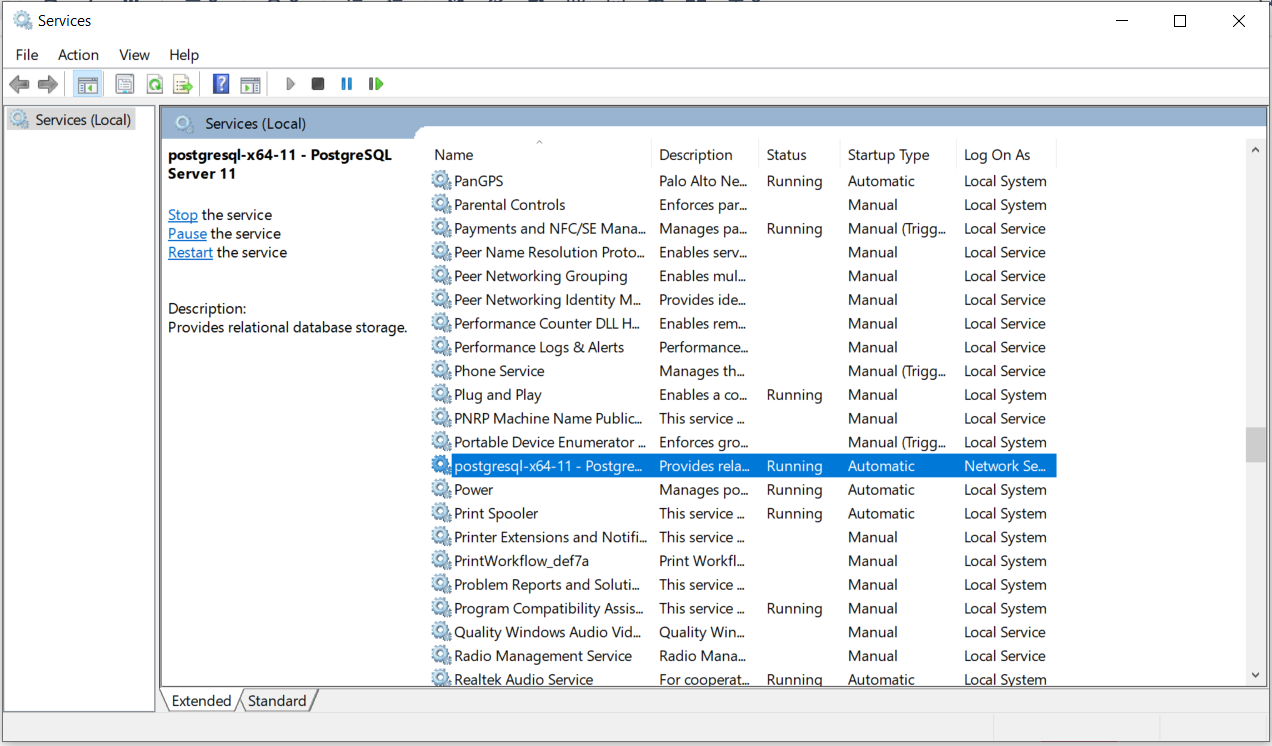 Services
File Action View Help
Services (Local)
Services (Local)
postgresql-x64-11 - PostgreSQL
Server 11
Stop the service
Pause the service
Restart the service
Description:
Provides relational database storage.
Name Description Status Startup Type Log On As
PanGPS Palo Alto Ne... Running Automatic Local System
Parental Controls Enforces par... Manual Local System
Payments and NFC/SE Mana... Manages pa... Running Manual (Trigg... Local Service
Peer Name Resolution Proto... Enables serv... Manual Local Service
Peer Networking Grouping Enables mul... Manual Local Service
Peer Networking Identity M... Provides ide... Manual Local Service
Performance Counter DLL H... Enables rem... Manual Local Service
Performance Logs & Alerts Performance... Manual Local Service
Phone Service Manages th... Manual (Trigg... Local Service
Plug and Play Enables a co... Running Manual Local System
PNRP Machine Name Public... This service ... Manual Local Service
Portable Device Enumerator ... Enforces gro... Manual (Trigg... Local System
postgresql-x64-11 - Postgre... Provides rela... Running Automatic Network Se...
Power Manages po... Running Automatic Local System
Print Spooler This service ... Running Automatic Local System
Printer Extensions and Notifi... This service ... Manual Local System
PrintWorkflow_def7a Print Workfl... Manual Local System
Problem Reports and Soluti... This service ... Manual Local System
Program Compatibility Assis... This service ... Running Manual Local System
Quality Windows Audio Vid... Quality Win... Manual Local Service
Radio Management Service Radio Mana... Manual Local Service
Realtek Audio Service For cooperat... Running Automatic Local System
Extended Standard